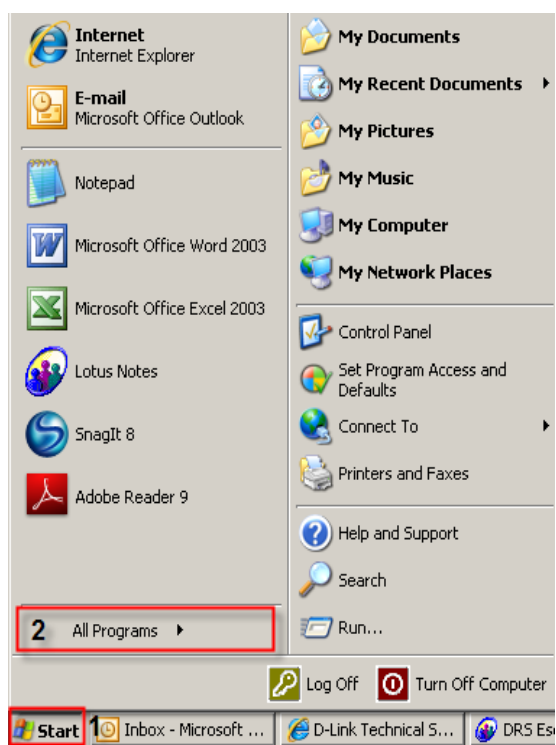 Internet
Internet Explorer
E-mail
Microsoft Office Outlook
Notepad
Microsoft Office Word 2003
Microsoft Office Excel 2003
Lotus Notes
SnagIt 8
Adobe Reader 9
2 All Programs
My Documents
My Recent Documents
My Pictures
My Music
My Computer
My Network Places
Control Panel
Set Program Access and
Defaults
Connect To
Printers and Faxes
Help and Support
Search
Run...
Log Off
Turn Off Computer
Start 1 Inbox - Microsoft ... D-Link Technical S... DRS Esc